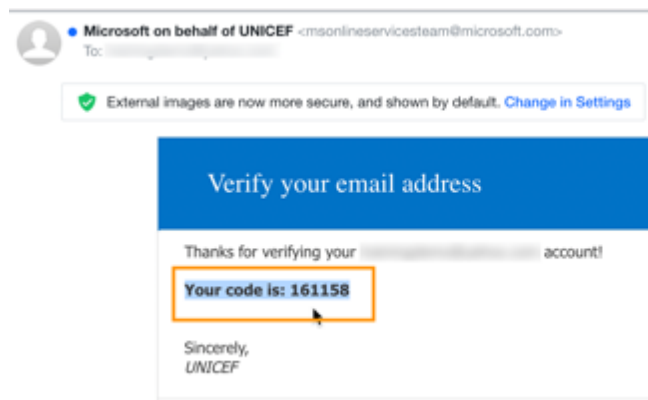 Microsoft on behalf of UNICEF <msonlineservicesteam@microsoft.com>
To:
External images are now more secure, and shown by default. Change in Settings
Verify your email address
Thanks for verifying your account!
Your code is: 161158
Sincerely,
UNICEF